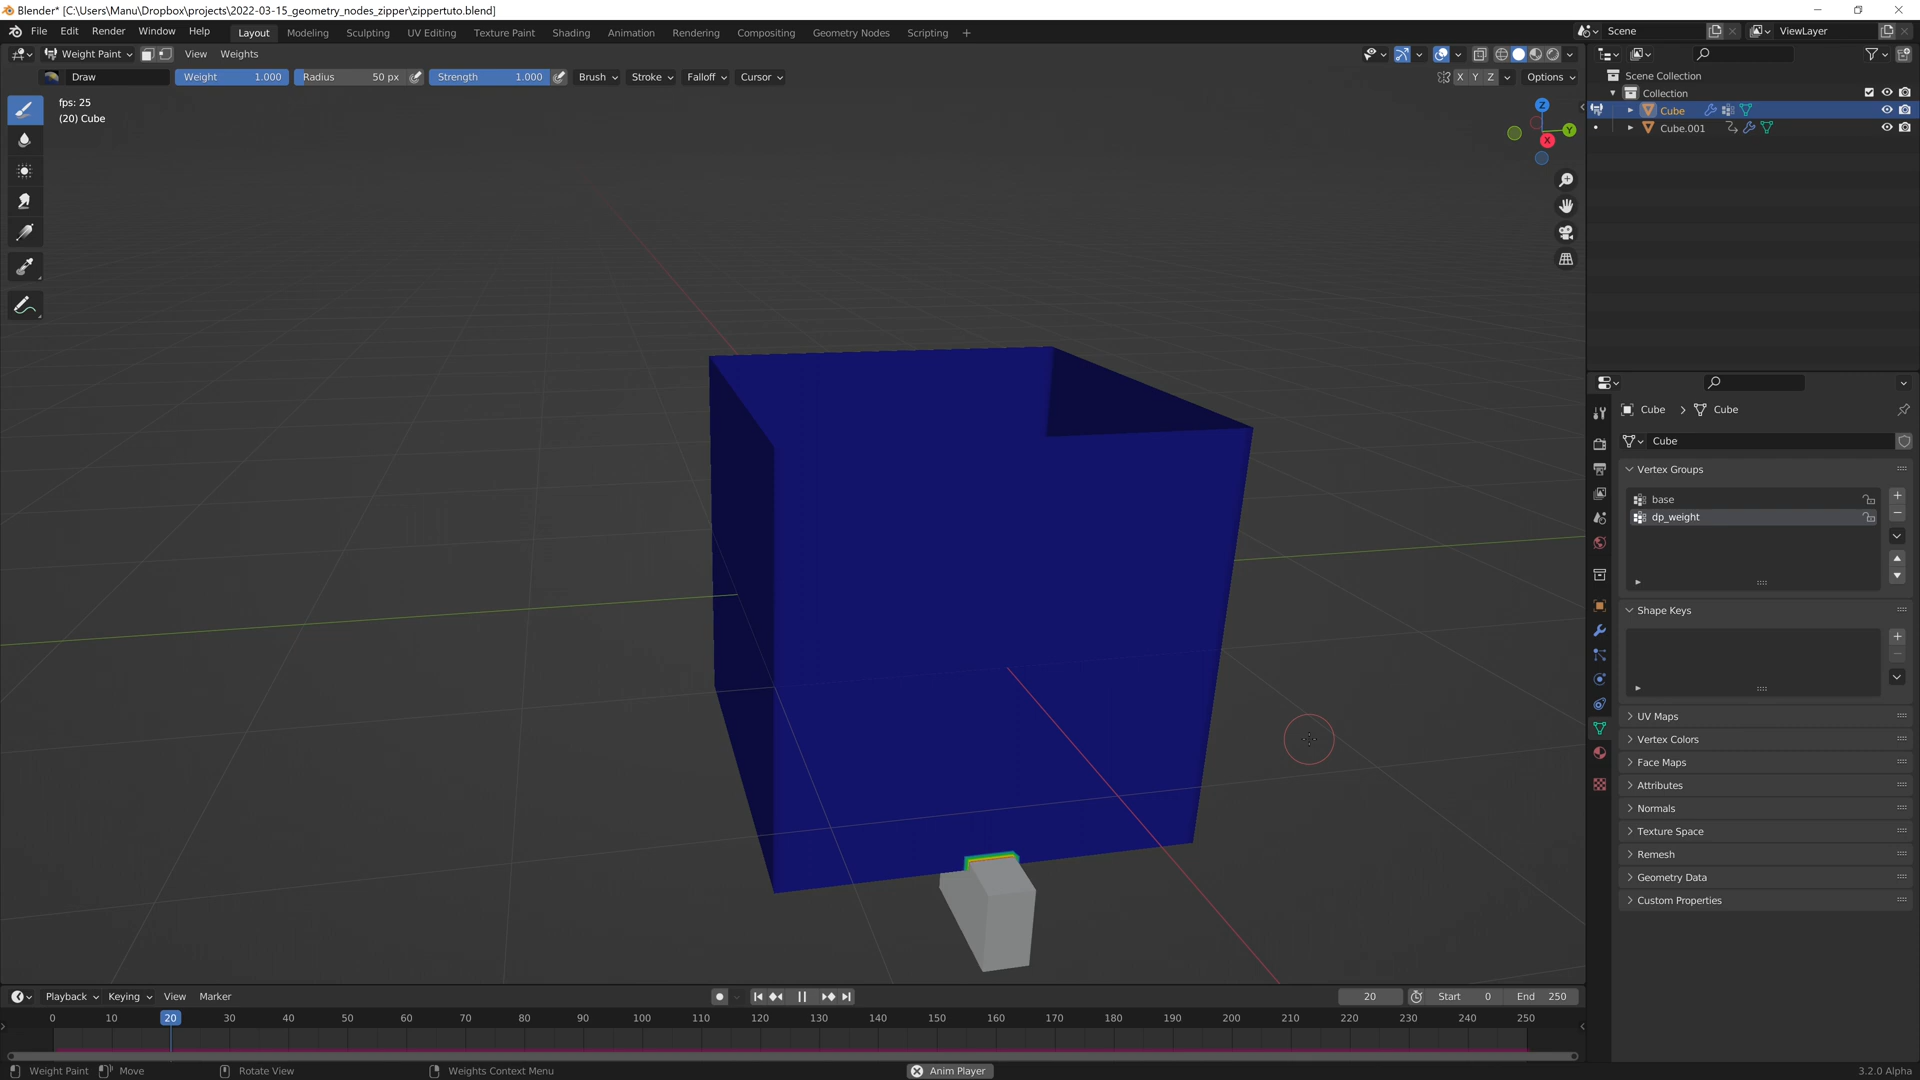 Blender* [C:\Users\Manu\Dropbox\projects\2022-03-15_geometry_nodes_zipper\zippertuto.blend]
File Edit Render Window Help Layout Modeling Sculpting UV Editing Texture Paint Shading Animation Rendering Compositing Geometry Nodes Scripting + Scene ViewLayer
Weight Paint View Weights
Draw Weight 1.000 Radius 50 px Strength 1.000 Brush Stroke Falloff Cursor X Y Z Options
fps: 25
(20) Cube
Z
Y
X
Scene Collection
Collection
Cube
Cube.001
Cube > Cube
Cube
Vertex Groups
base
dp_weight
Shape Keys
UV Maps
Vertex Colors
Face Maps
Attributes
Normals
Texture Space
Remesh
Geometry Data
Custom Properties
Playback Keying View Marker 20 Start 0 End 250
0 10 20 30 40 50 60 70 80 90 100 110 120 130 140 150 160 170 180 190 200 210 220 230 240 250
Weight Paint Move Rotate View Weights Context Menu Anim Player 3.2.0 Alpha